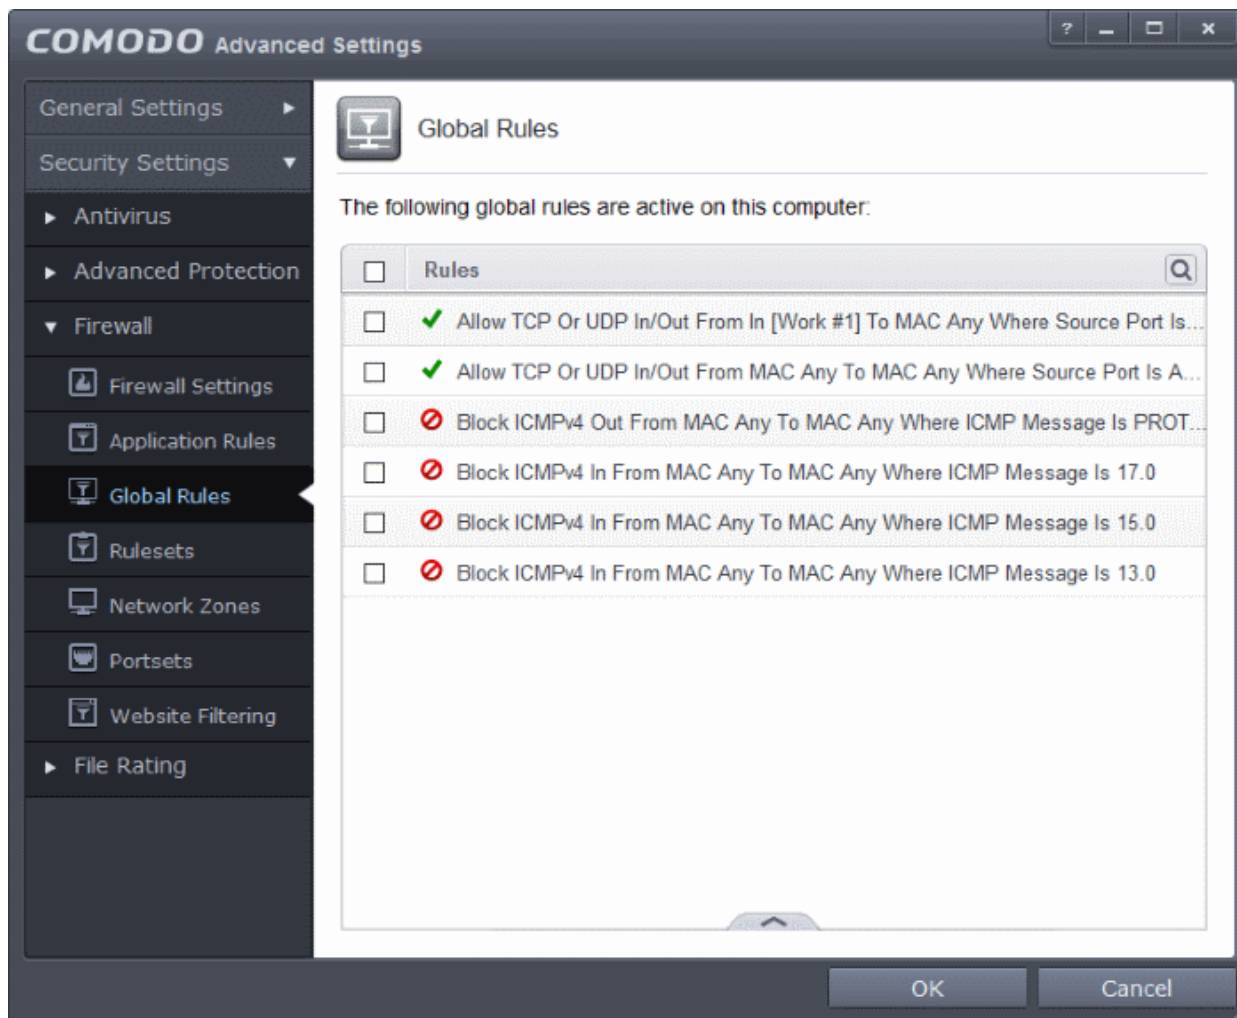 COMODO Advanced Settings
?
General Settings
Security Settings
Antivirus
Advanced Protection
Firewall
Firewall Settings
Application Rules
Global Rules
Rulesets
Network Zones
Portsets
Website Filtering
File Rating
Global Rules
The following global rules are active on this computer:
Rules
Allow TCP Or UDP In/Out From In [Work #1] To MAC Any Where Source Port Is...
Allow TCP Or UDP In/Out From MAC Any To MAC Any Where Source Port Is A...
Block ICMPv4 Out From MAC Any To MAC Any Where ICMP Message Is PROT...
Block ICMPv4 In From MAC Any To MAC Any Where ICMP Message Is 17.0
Block ICMPv4 In From MAC Any To MAC Any Where ICMP Message Is 15.0
Block ICMPv4 In From MAC Any To MAC Any Where ICMP Message Is 13.0
OK
Cancel